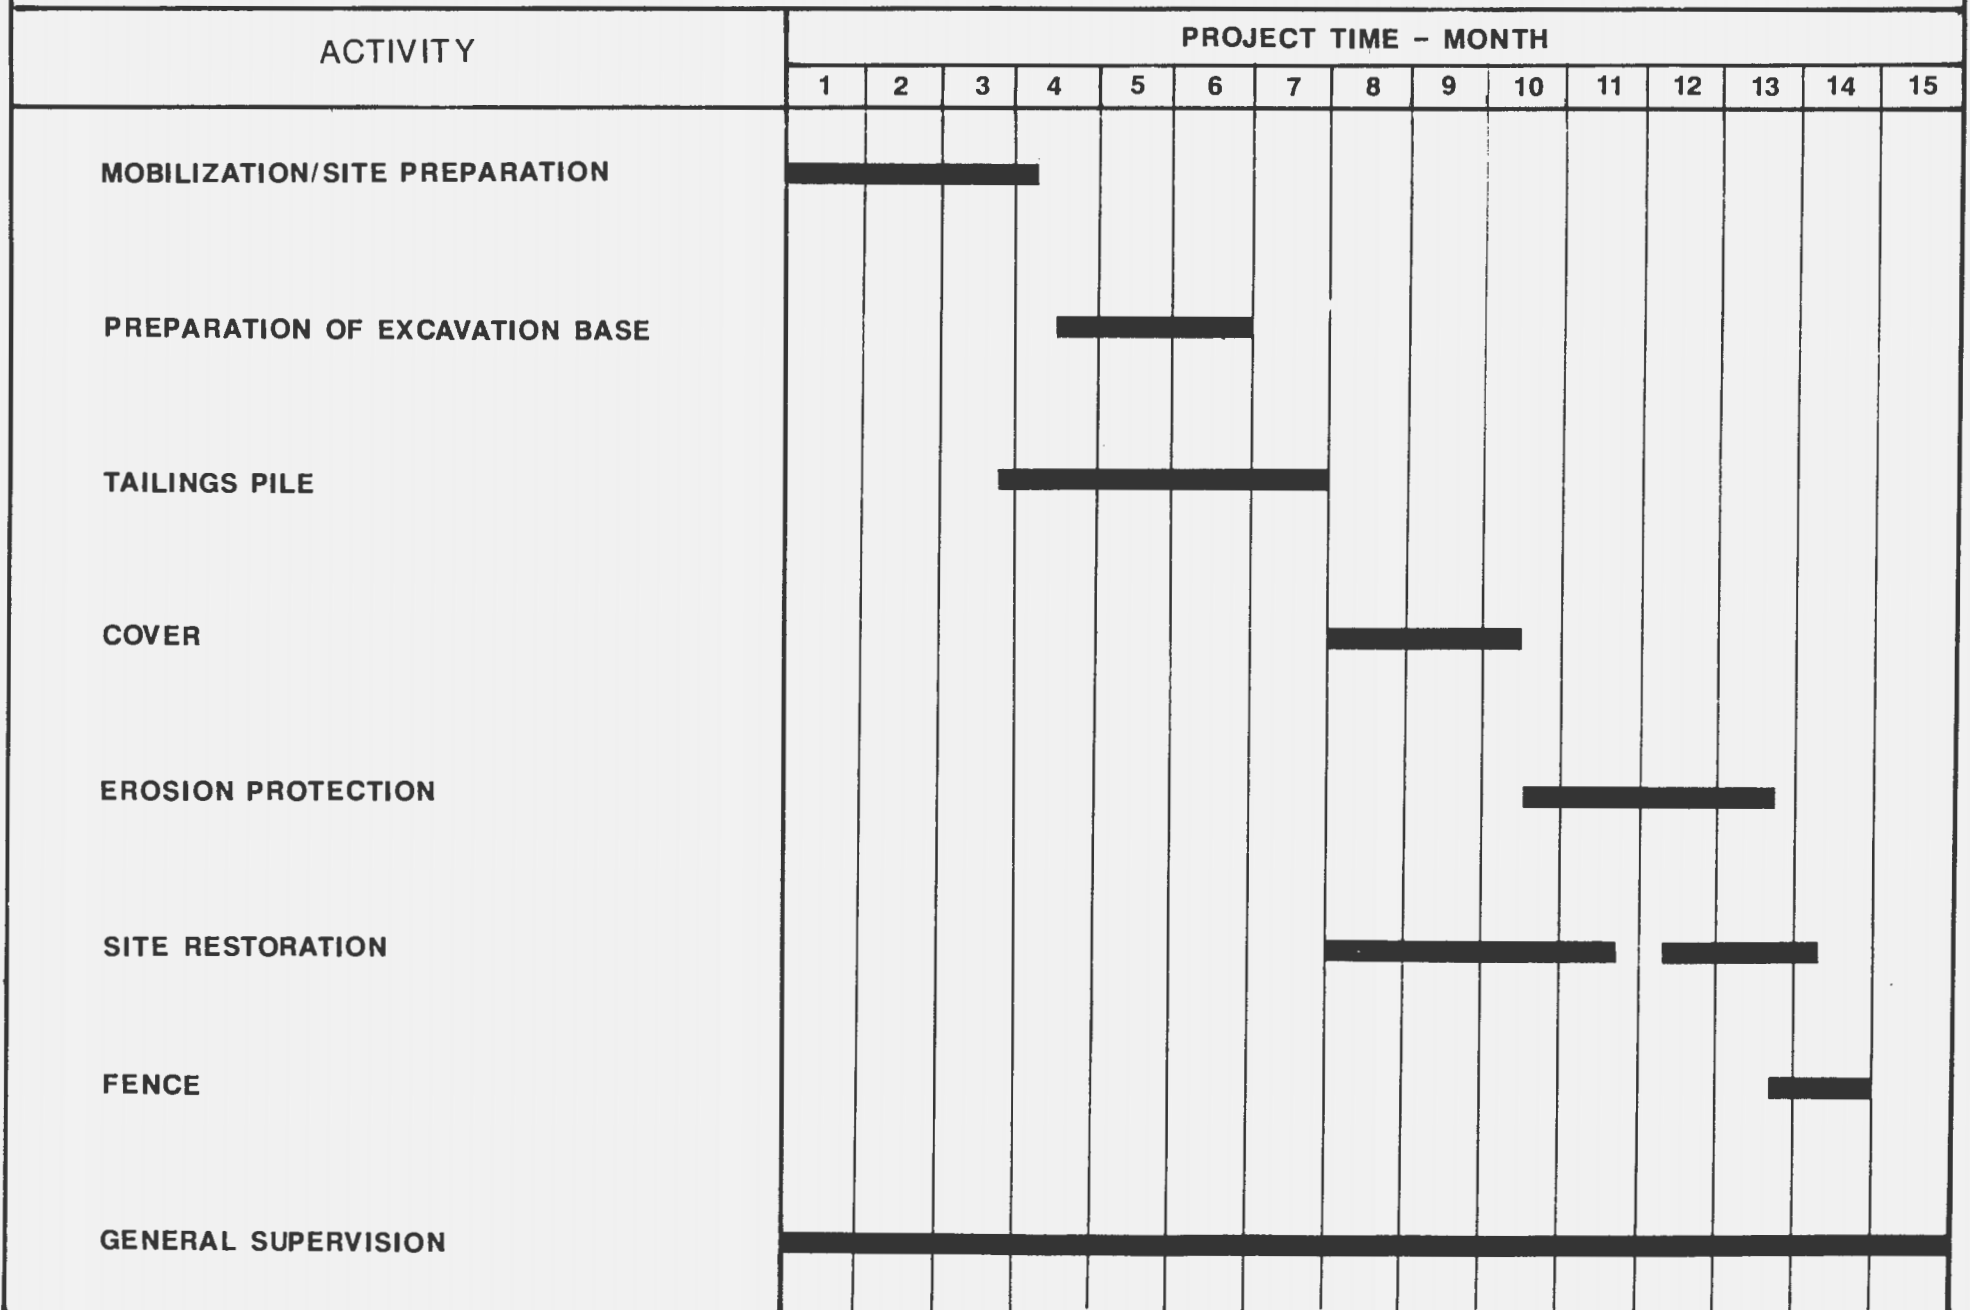 ACTIVITY
PROJECT TIME - MONTH
1 2 3 4 5 6 7 8 9 10 11 12 13 14 15
MOBILIZATION/SITE PREPARATION
PREPARATION OF EXCAVATION BASE
TAILINGS PILE
COVER
EROSION PROTECTION
SITE RESTORATION
FENCE
GENERAL SUPERVISION